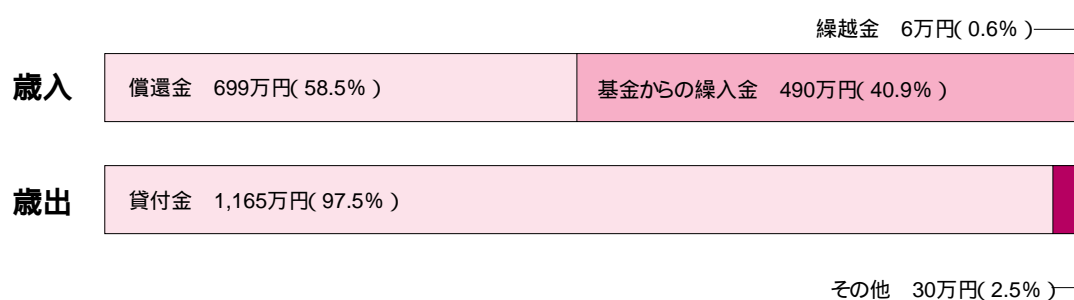 繰越金 6万円( 0.6% )
歳入
償還金 699万円( 58.5% )
基金からの繰入金 490万円( 40.9% )
歳出
貸付金 1,165万円( 97.5% )
その他 30万円( 2.5% )